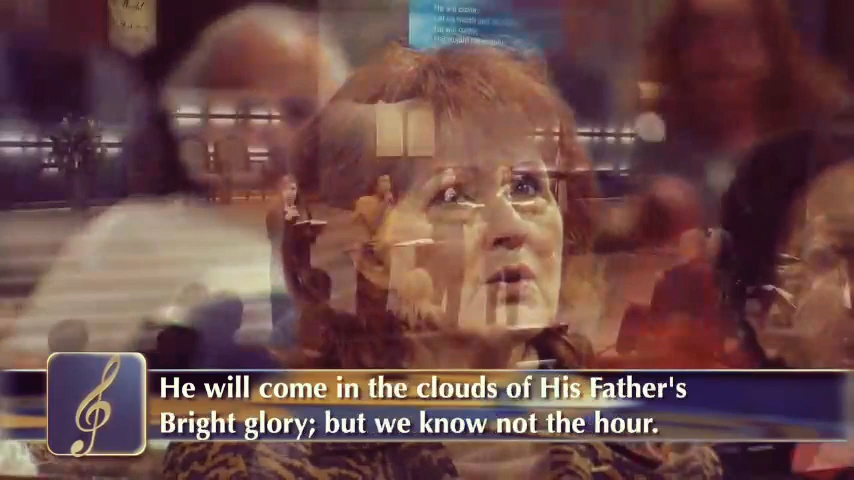 He will come in the clouds of His Father's
Bright glory; but we know not the hour.